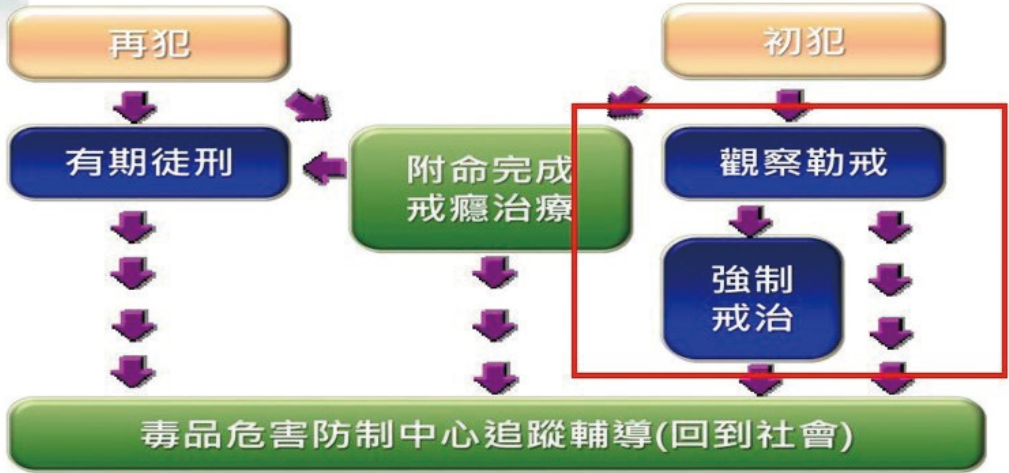 再犯
初犯
有期徒刑
附命完成
戒癮治療
觀察勒戒
強制
戒治
毒品危害防制中心追蹤輔導(回到社會)